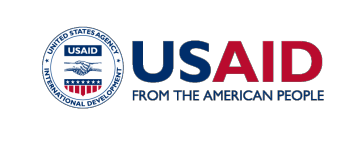 UNITED STATES AGENCY
USAID
INTERNATIONAL DEVELOPMENT
USAID
FROM THE AMERICAN PEOPLE